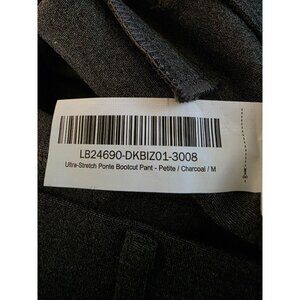 LB24690-DKBIZ01-3008
Ultra-Stretch Ponte Bootcut Pant - Petite / Charcoal / M